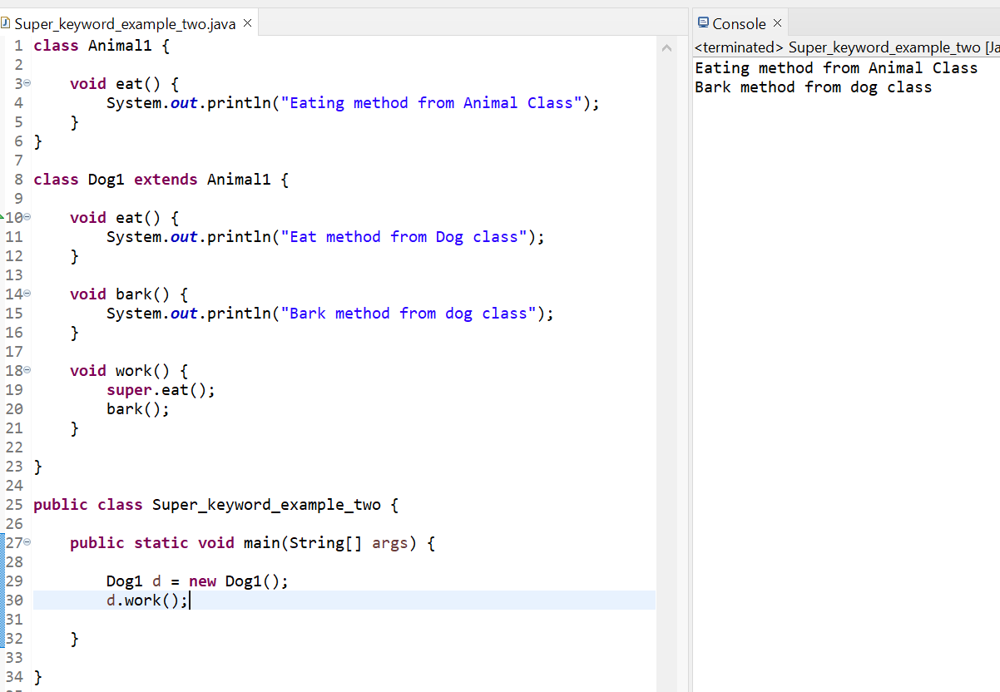 Super_keyword_example_two.java
1 class Animal1 {
2
3 void eat() {
4 System.out.println("Eating method from Animal Class");
5 }
6 }
7
8 class Dog1 extends Animal1 {
9
10 void eat() {
11 System.out.println("Eat method from Dog class");
12 }
13
14 void bark() {
15 System.out.println("Bark method from dog class");
16 }
17
18 void work() {
19 super.eat();
20 bark();
21 }
22
23 }
24
25 public class Super_keyword_example_two {
26
27 public static void main(String[] args) {
28
29 Dog1 d = new Dog1();
30 d.work();
31
32 }
33
34 }
Console
<terminated> Super_keyword_example_two [Ja
Eating method from Animal Class
Bark method from dog class